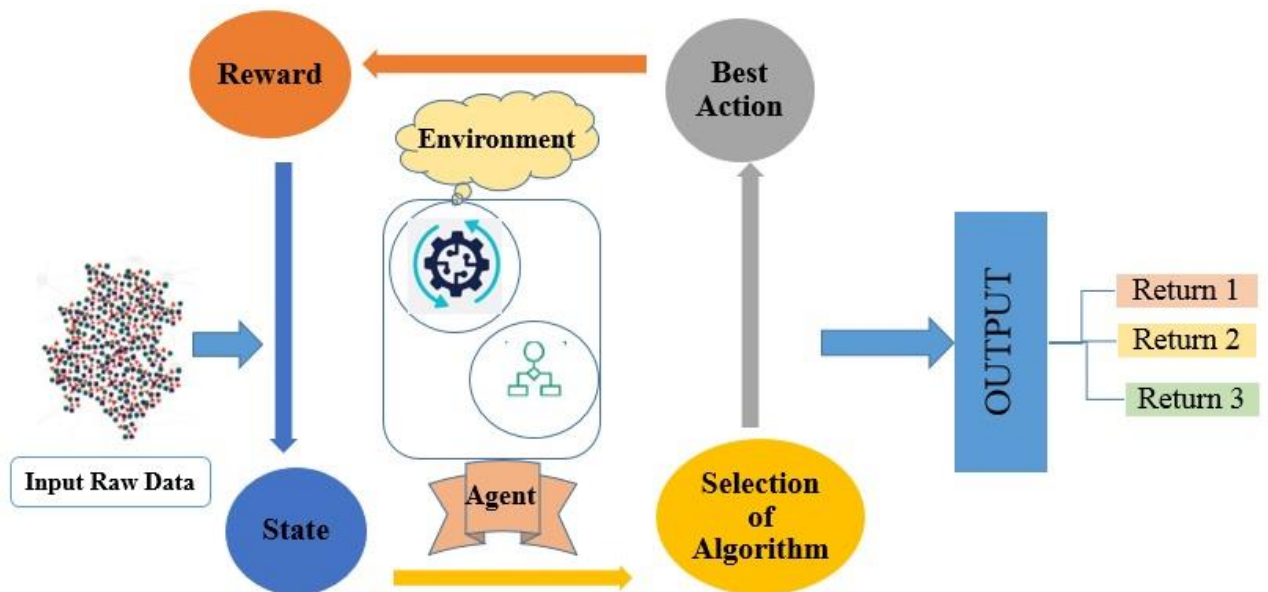 Reward
Best
Action
Environment
Input Raw Data
State
Agent
Selection
of
Algorithm
OUTPUT
Return 1
Return 2
Return 3